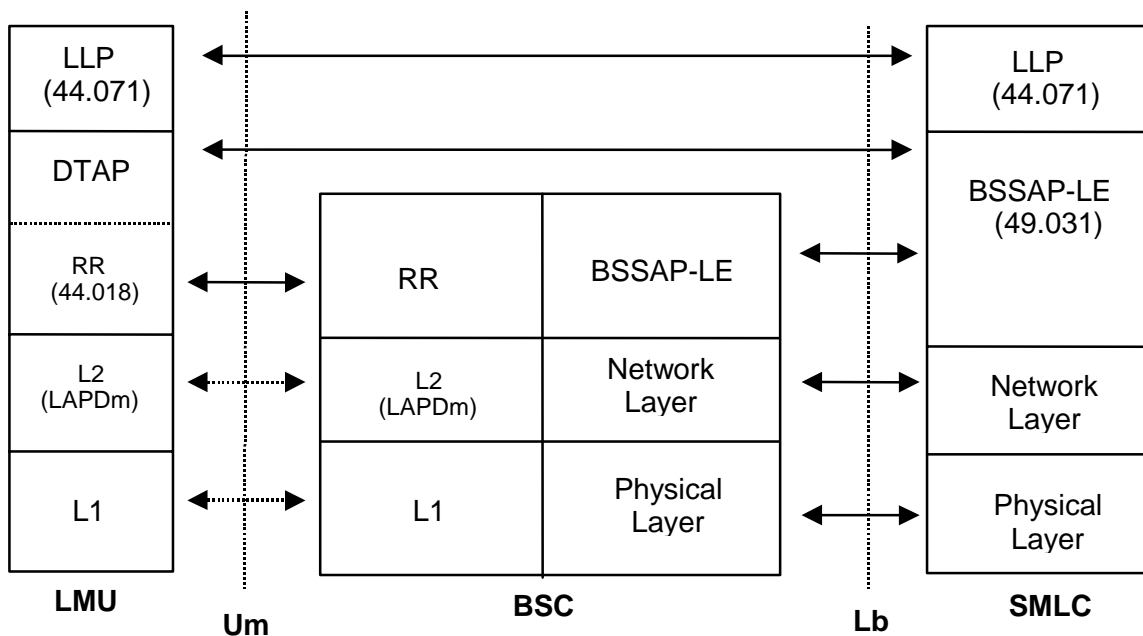 LLP
(44.071)
DTAP
RR
(44.018)
L2
(LAPDm)
L1
LMU
Um
RR
BSSAP-LE
L2
(LAPDm)
Network
Layer
L1
Physical
Layer
BSC
Lb
LLP
(44.071)
BSSAP-LE
(49.031)
Network
Layer
Physical
Layer
SMLC